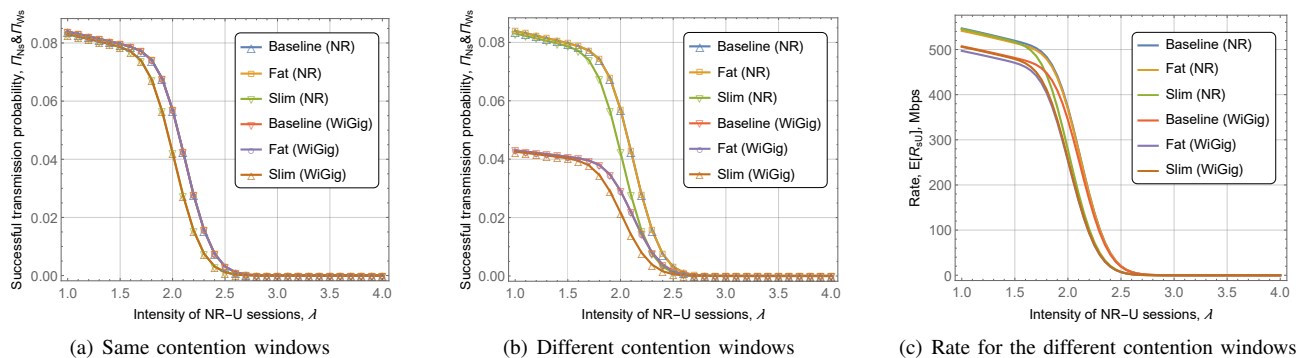 Successful transmission probability, Π_Ns&Π_Ws
0.08
0.06
0.04
0.02
0.00
1.0 1.5 2.0 2.5 3.0 3.5 4.0
Intensity of NR–U sessions, λ
Baseline (NR)
Fat (NR)
Slim (NR)
Baseline (WiGig)
Fat (WiGig)
Slim (WiGig)
(a) Same contention windows
Successful transmission probability, Π_Ns&Π_Ws
0.08
0.06
0.04
0.02
0.00
1.0 1.5 2.0 2.5 3.0 3.5 4.0
Intensity of NR–U sessions, λ
Baseline (NR)
Fat (NR)
Slim (NR)
Baseline (WiGig)
Fat (WiGig)
Slim (WiGig)
(b) Different contention windows
Rate, E[R_sU], Mbps
500
400
300
200
100
0
1.0 1.5 2.0 2.5 3.0 3.5 4.0
Intensity of NR–U sessions, λ
Baseline (NR)
Fat (NR)
Slim (NR)
Baseline (WiGig)
Fat (WiGig)
Slim (WiGig)
(c) Rate for the different contention windows